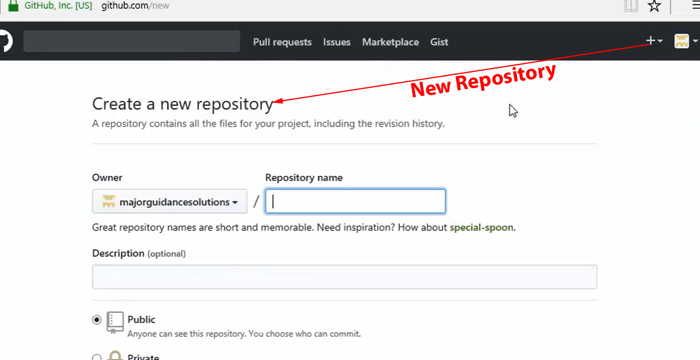 GitHub, Inc. [US] github.com/new
Pull requests Issues Marketplace Gist
New Repository
Create a new repository
A repository contains all the files for your project, including the revision history.
Owner Repository name
majorguidancesolutions /
Great repository names are short and memorable. Need inspiration? How about special-spoon.
Description (optional)
Public
Anyone can see this repository. You choose who can commit.
Private